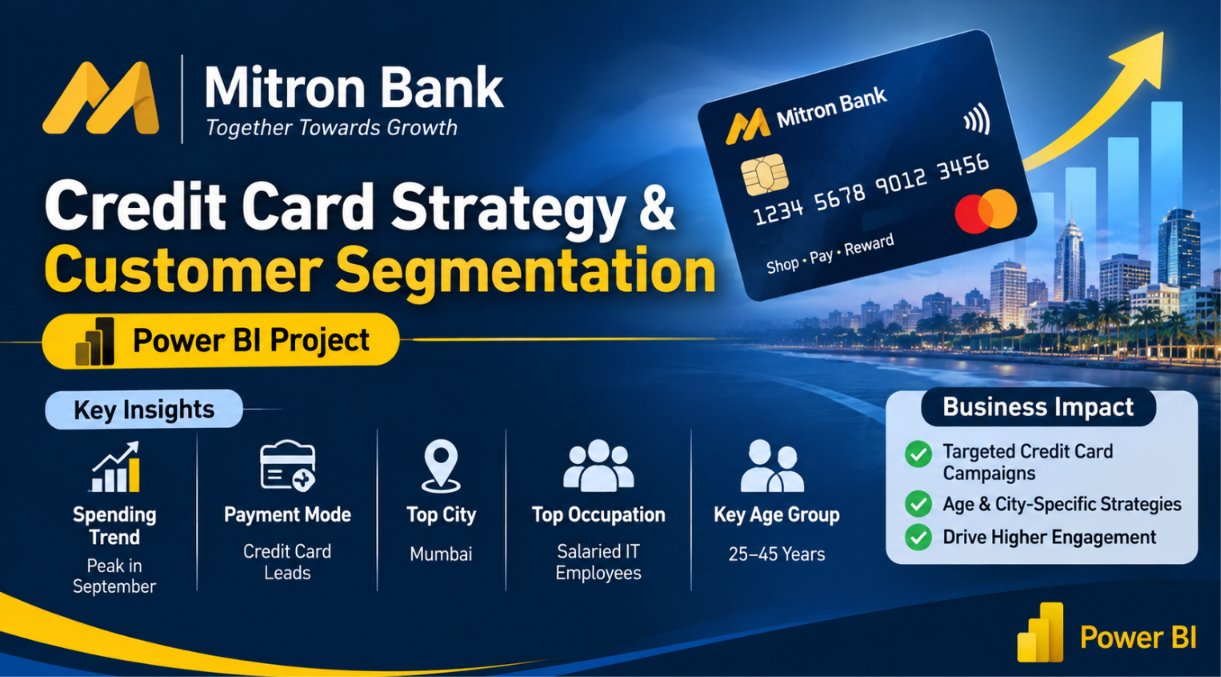 Mitron Bank
Together Towards Growth
Mitron Bank
1234 5678 9012 3456
Shop • Pay • Reward
Credit Card Strategy &
Customer Segmentation
Power BI Project
Key Insights
Spending
Trend
Peak in
September
Payment Mode
Credit Card
Leads
Top City
Mumbai
Top Occupation
Salaried IT
Employees
Key Age Group
25–45 Years
Business Impact
Targeted Credit Card
Campaigns
Age & City-Specific Strategies
Drive Higher Engagement
Power BI